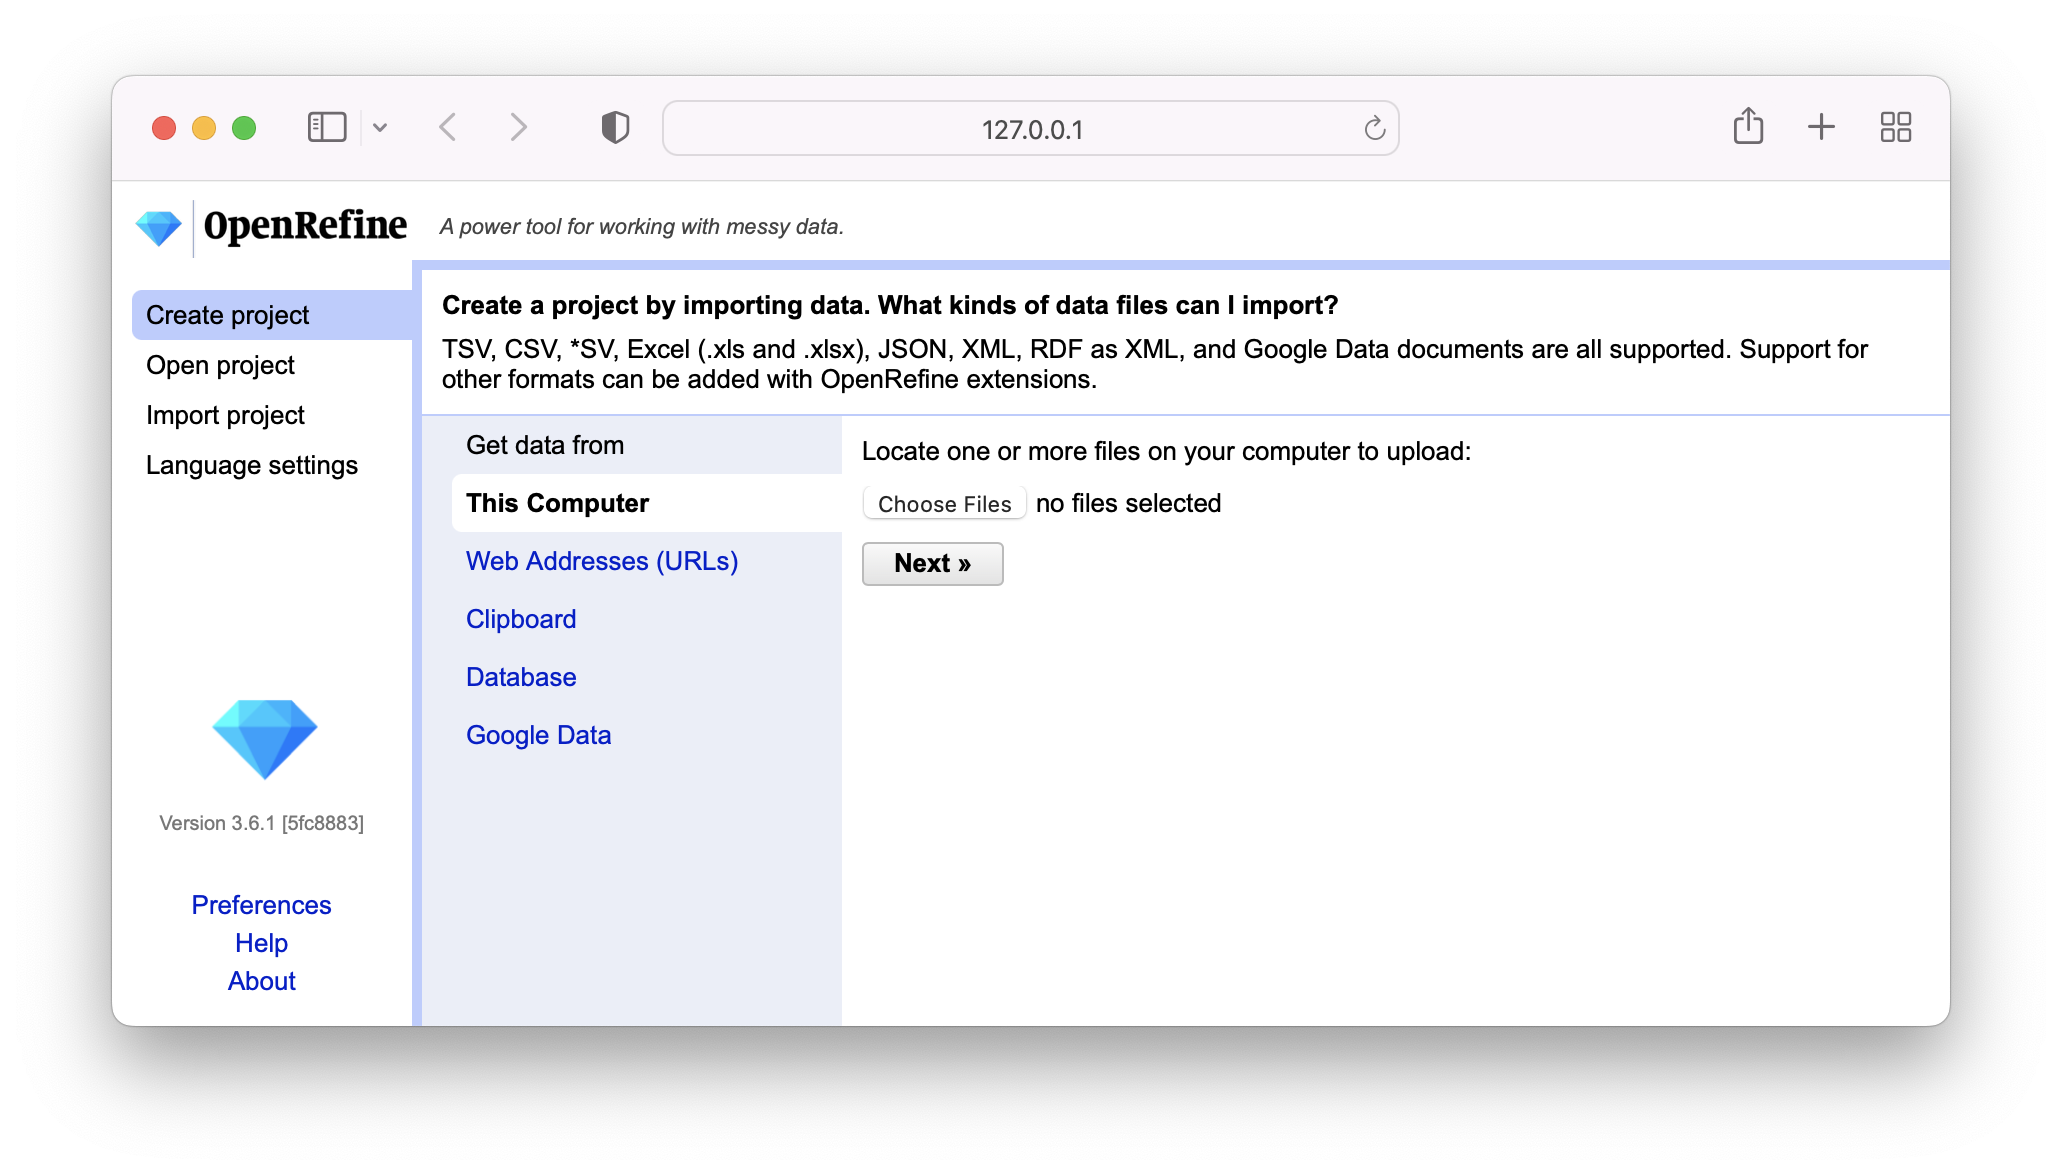 127.0.0.1
OpenRefine
A power tool for working with messy data.
Create project
Open project
Import project
Language settings
Version 3.6.1 [5fc8883]
Preferences
Help
About
Create a project by importing data. What kinds of data files can I import?
TSV, CSV, *SV, Excel (.xls and .xlsx), JSON, XML, RDF as XML, and Google Data documents are all supported. Support for
other formats can be added with OpenRefine extensions.
Get data from
This Computer
Web Addresses (URLs)
Clipboard
Database
Google Data
Locate one or more files on your computer to upload:
Choose Files no files selected
Next »